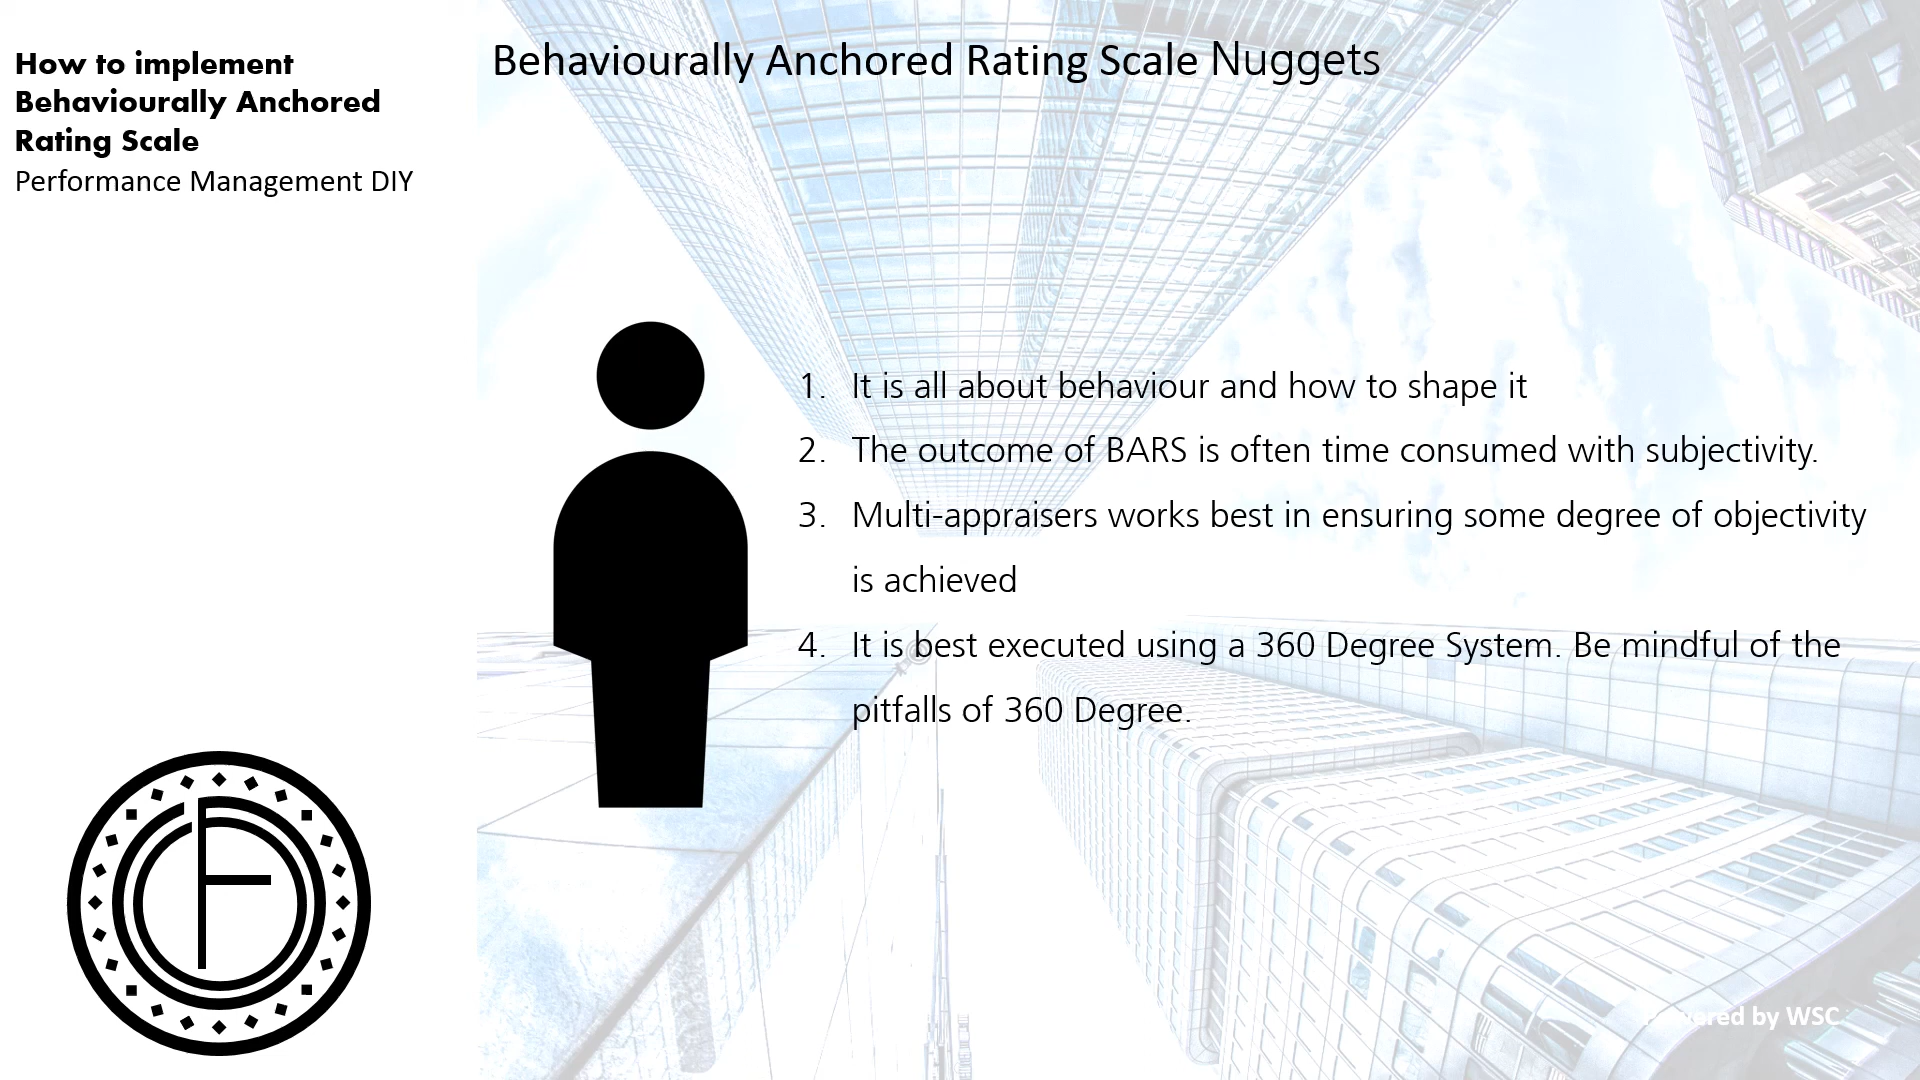 How to implement
Behaviourally Anchored
Rating Scale
Performance Management DIY
Behaviourally Anchored Rating Scale Nuggets
1. It is all about behaviour and how to shape it
2. The outcome of BARS is often time consumed with subjectivity.
3. Multi-appraisers works best in ensuring some degree of objectivity
is achieved
4. It is best executed using a 360 Degree System. Be mindful of the
pitfalls of 360 Degree.
Powered by WSC